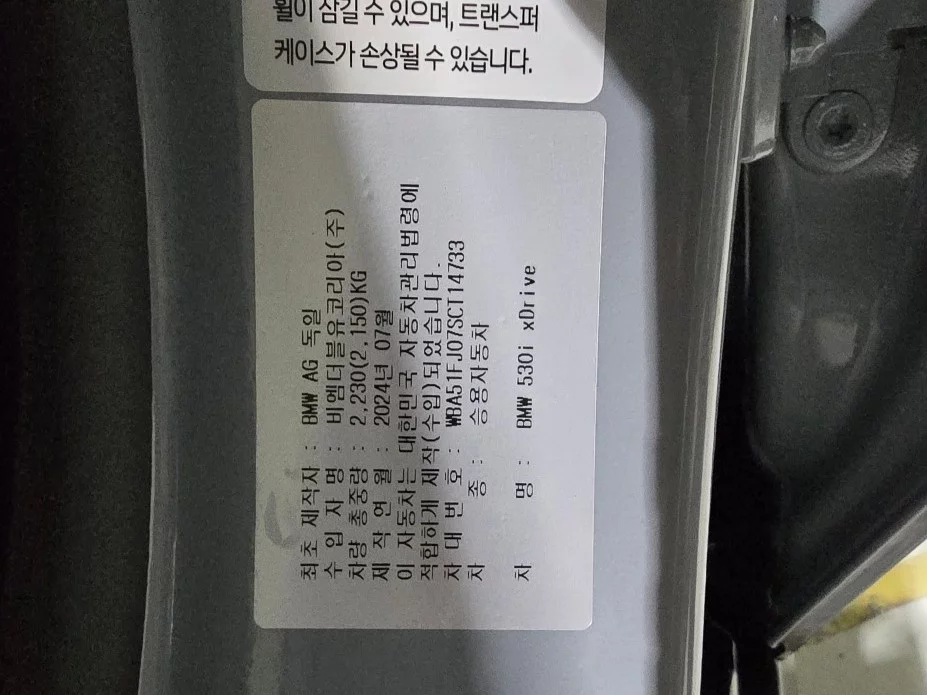 휠이 삼길 수 있으며, 트랜스퍼
케이스가 손상될 수 있습니다.
최초 제작자 : BMW AG 독일
수 입 자 명 : 비엠더블유코리아(주)
차량 총중량 : 2,230(2,150)KG
제 작 연 월 : 2024년 07월
이 자동차는 대한민국 자동차관리법령에
적합하게 제작(수입)되었습니다.
차 대 번 호 : WBA51FJ07SCT14733
차 종 : 승용자동차
차 명 : BMW 530i xDrive